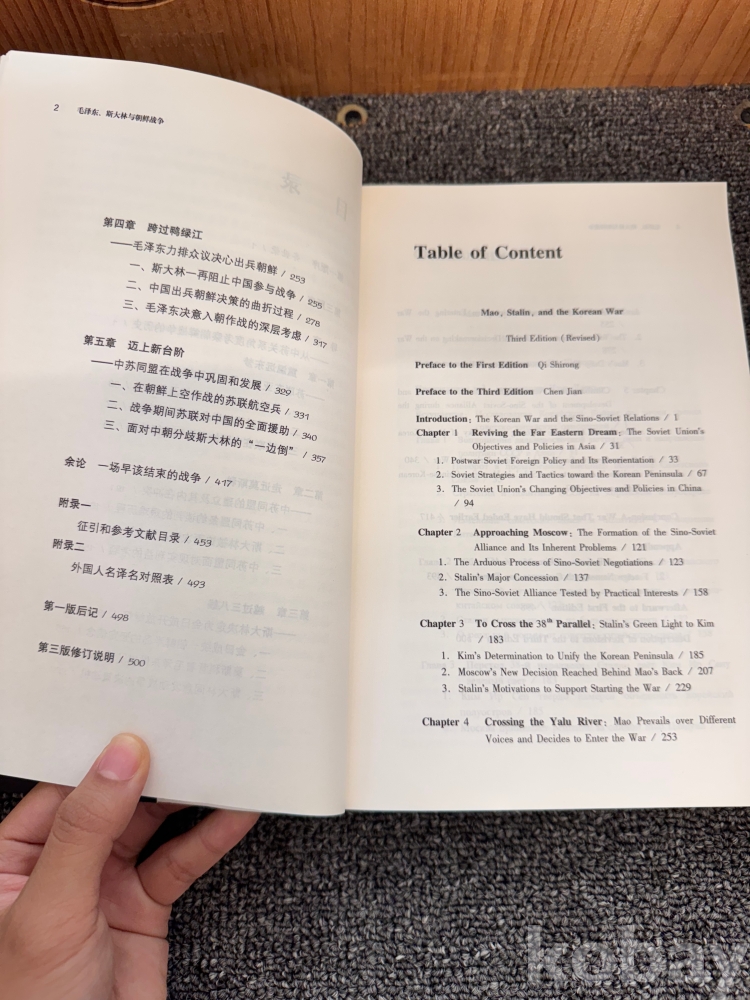 2 毛泽东、斯大林与朝鲜战争
第四章 跨过鸭绿江
——毛泽东力排众议决心出兵朝鲜 / 253
一、斯大林一再阻止中国参与战争 / 255
二、中国出兵朝鲜决策的曲折过程 / 278
三、毛泽东决意入朝作战的深层考虑 / 317
第五章 迈上新台阶
——中苏同盟在战争中巩固和发展 / 329
一、在朝鲜上空作战的苏联航空兵 / 331
二、战争期间苏联对中国的全面援助 / 340
三、面对中朝分歧斯大林的“一边倒” / 357
余论 一场早该结束的战争 / 417
附录一
征引和参考文献目录 / 453
附录二
外国人名译名对照表 / 493
第一版后记 / 498
第三版修订说明 / 500
Table of Content
Mao, Stalin, and the Korean War
Third Edition (Revised)
Preface to the First Edition Qi Shirong
Preface to the Third Edition Chen Jian
Introduction: The Korean War and the Sino-Soviet Relations / 1
Chapter 1 Reviving the Far Eastern Dream: The Soviet Union's
Objectives and Policies in Asia / 31
1. Postwar Soviet Foreign Policy and Its Reorientation / 33
2. Soviet Strategies and Tactics toward the Korean Peninsula / 67
3. The Soviet Union's Changing Objectives and Policies in China
/ 94
Chapter 2 Approaching Moscow: The Formation of the Sino-Soviet
Alliance and Its Inherent Problems / 121
1. The Arduous Process of Sino-Soviet Negotiations / 123
2. Stalin's Major Concession / 137
3. The Sino-Soviet Alliance Tested by Practical Interests / 158
Chapter 3 To Cross the 38th Parallel: Stalin's Green Light to Kim
/ 183
1. Kim's Determination to Unify the Korean Peninsula / 185
2. Moscow's New Decision Reached Behind Mao's Back / 207
3. Stalin's Motivations to Support Starting the War / 229
Chapter 4 Crossing the Yalu River: Mao Prevails over Different
Voices and Decides to Enter the War / 253
kobay